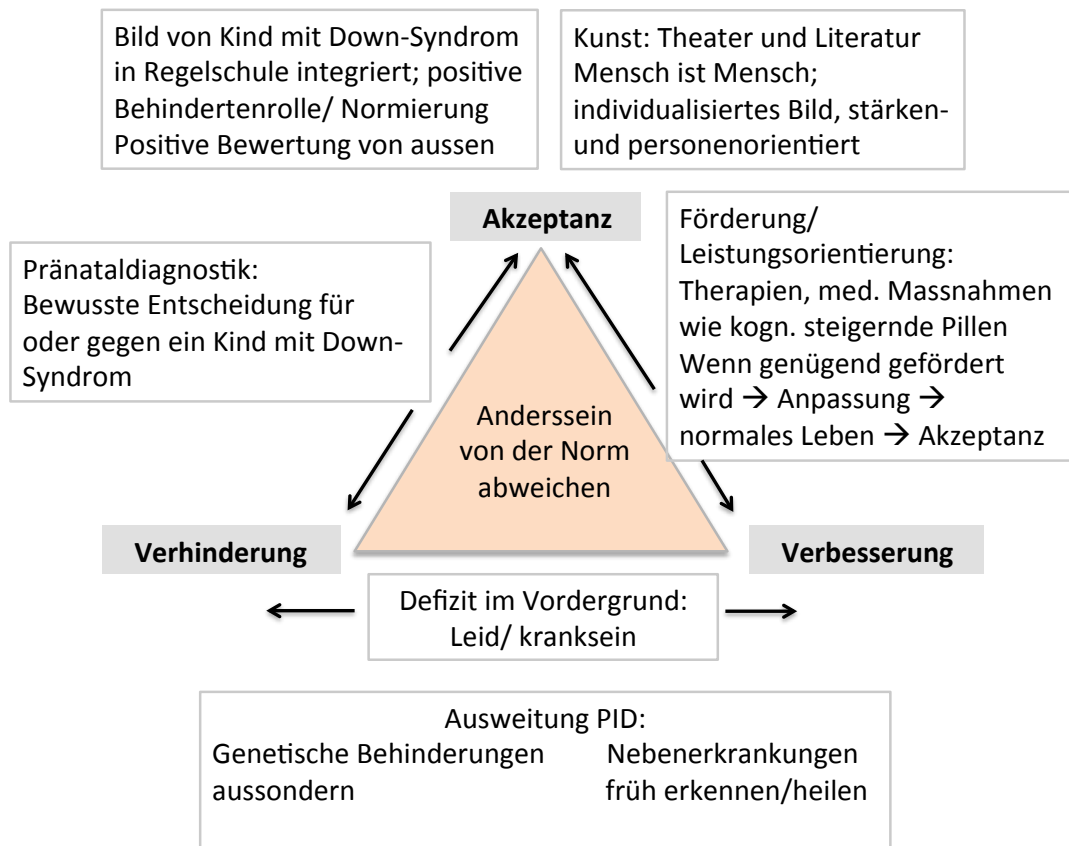 Bild von Kind mit Down-Syndrom
in Regelschule integriert; positive
Behindertenrolle/ Normierung
Positive Bewertung von aussen
Kunst: Theater und Literatur
Mensch ist Mensch;
individualisiertes Bild, stärken-
und personenorientiert
Akzeptanz
Pränataldiagnostik:
Bewusste Entscheidung für
oder gegen ein Kind mit Down-
Syndrom
Förderung/
Leistungsorientierung:
Therapien, med. Massnahmen
wie kogn. steigernde Pillen
Wenn genügend gefördert
wird → Anpassung →
normales Leben → Akzeptanz
Anderssein
von der Norm
abweichen
Verhinderung
Verbesserung
Defizit im Vordergrund:
Leid/ kranksein
Ausweitung PID:
Genetische Behinderungen
aussondern
Nebenerkrankungen
früh erkennen/heilen